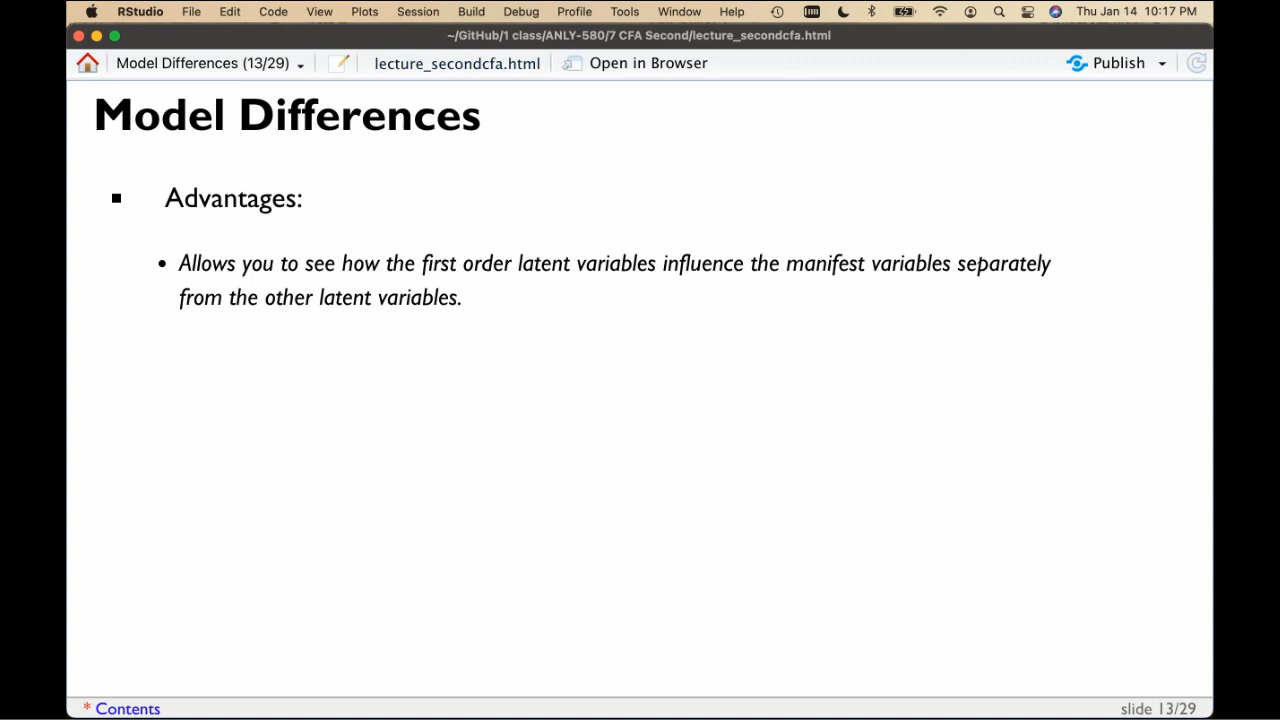 RStudio File Edit Code View Plots Session Build Debug Profile Tools Window Help Thu Jan 14 10:17 PM
~/GitHub/1 class/ANLY-580/7 CFA Second/lecture_secondcfa.html
Model Differences (13/29) lecture_secondcfa.html Open in Browser Publish
Model Differences
Advantages:
Allows you to see how the first order latent variables influence the manifest variables separately
from the other latent variables.
* Contents slide 13/29